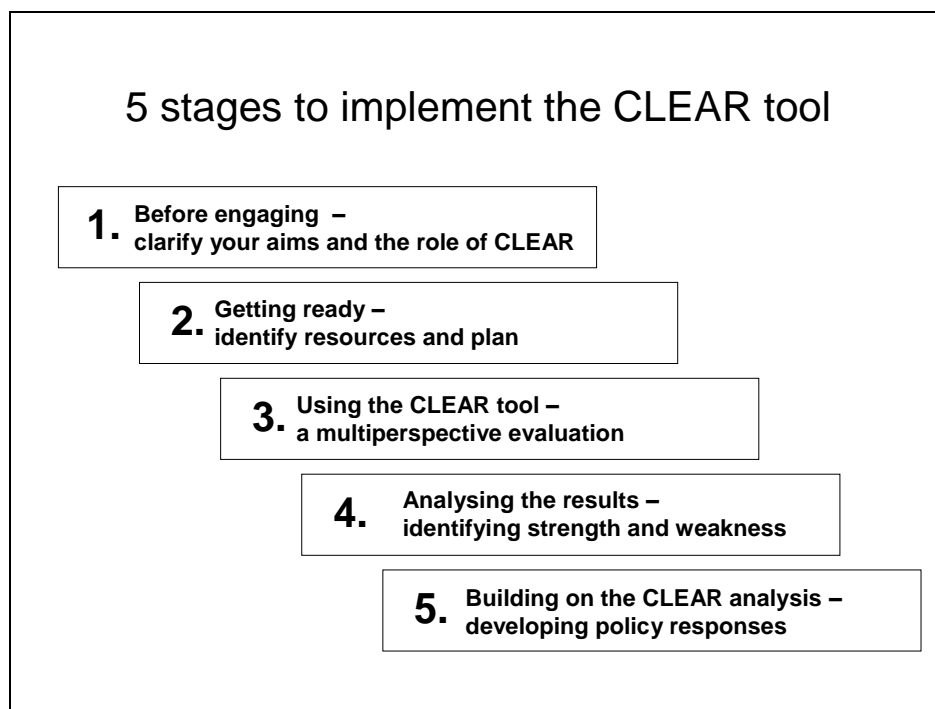 5 stages to implement the CLEAR tool
1. Before engaging –
clarify your aims and the role of CLEAR
2. Getting ready –
identify resources and plan
3. Using the CLEAR tool –
a multiperspective evaluation
4. Analysing the results –
identifying strength and weakness
5. Building on the CLEAR analysis –
developing policy responses